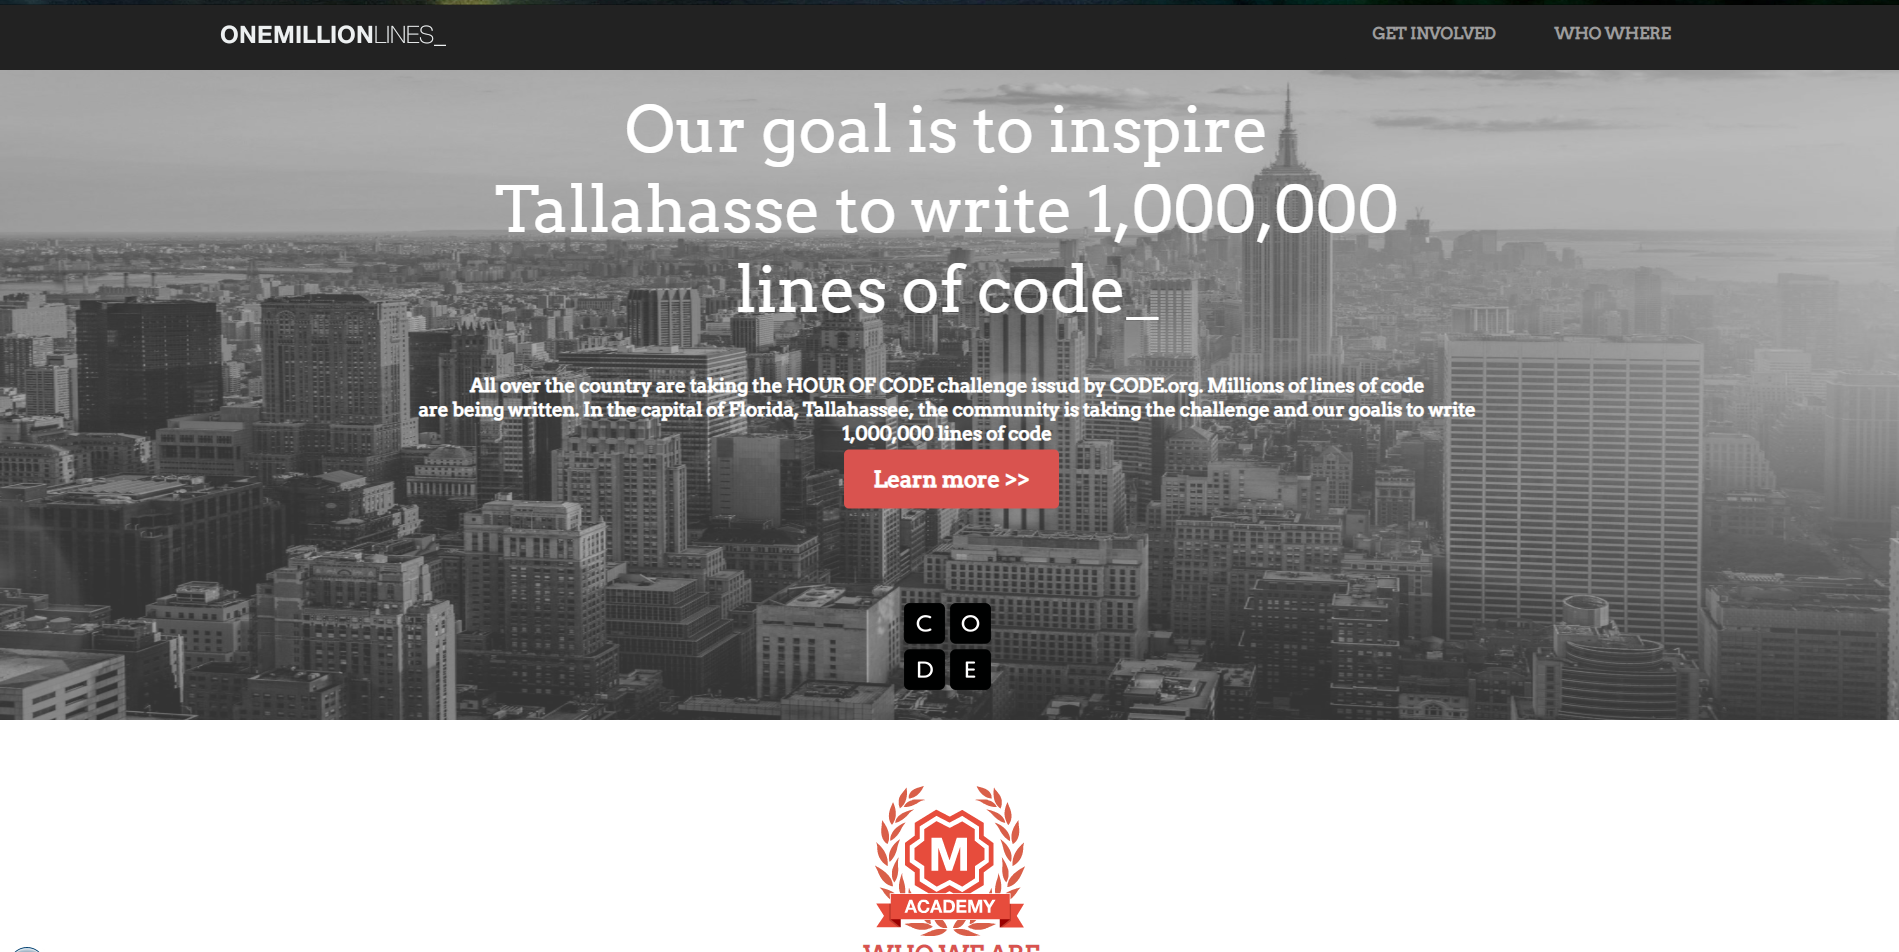 ONEMILLIONLINES_
GET INVOLVED
WHO WHERE
Our goal is to inspire
Tallahasse to write 1,000,000
lines of code_
All over the country are taking the HOUR OF CODE challenge issud by CODE.org. Millions of lines of code
are being written. In the capital of Florida, Tallahassee, the community is taking the challenge and our goalis to write
1,000,000 lines of code
Learn more >>
C O
D E
M
ACADEMY
WHO WE ARE